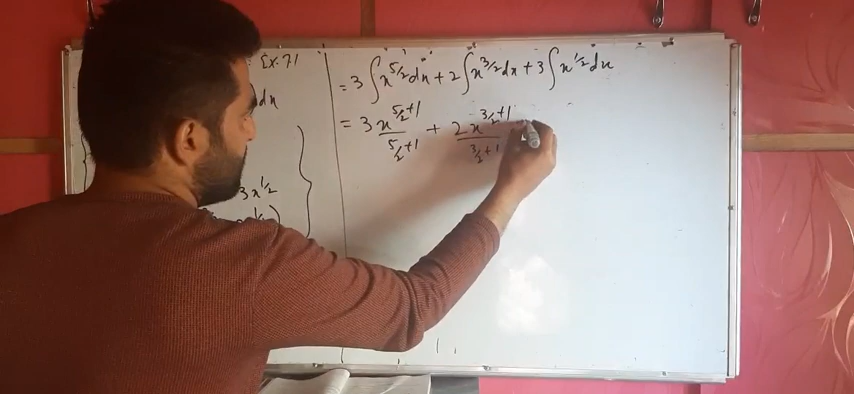 Ex. 7.1
dx
3x^1/2
= 3∫x^5/2 dx + 2∫x^3/2 dx + 3∫x^1/2 dx
= 3 x^(5/2+1) / (5/2+1) + 2 x^(3/2+1) / (3/2+1)